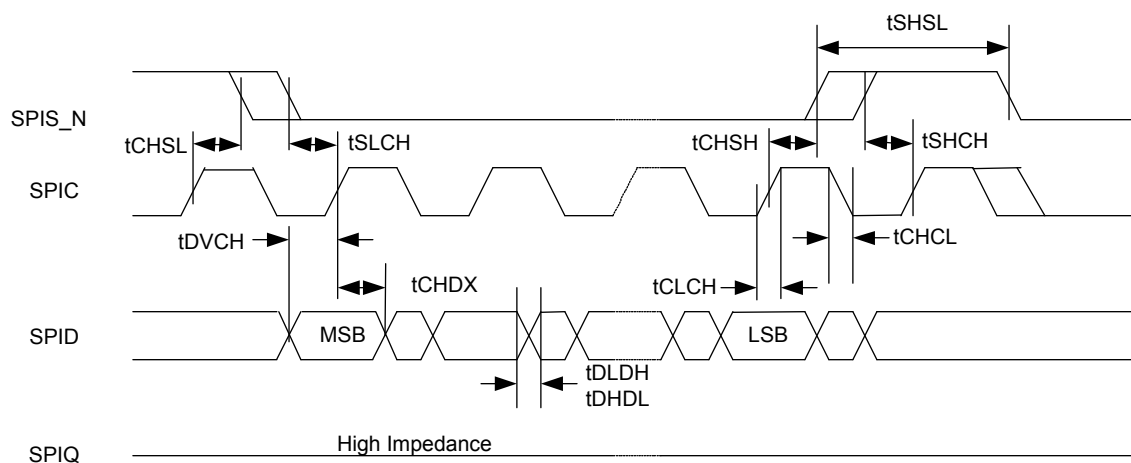 tSHSL
SPIS_N
tCHSL
tSLCH
tCHSH
tSHCH
SPIC
tDVCH
tCHCL
tCHDX
tCLCH
SPID
MSB
LSB
tDLDH
tDHDL
High Impedance
SPIQ